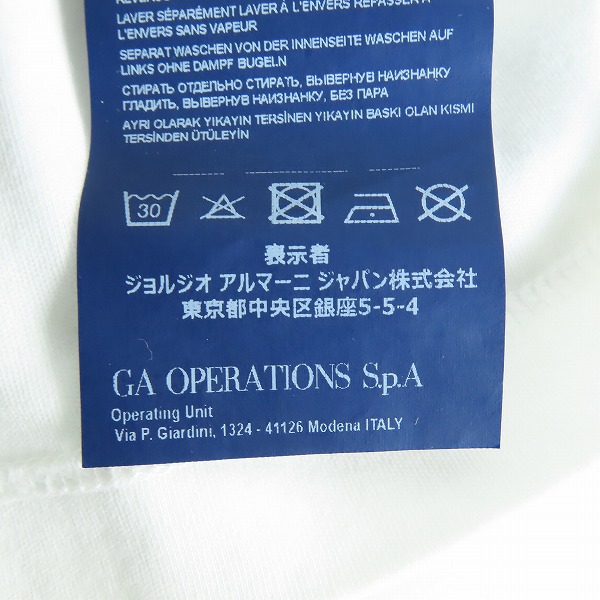 LAVER SÉPARÉMENT LAVER À L'ENVERS REPASSER A
L'ENVERS SANS VAPEUR
SEPARAT WASCHEN VON DER INNENSEITE WASCHEN AUF
LINKS OHNE DAMPF BUGELN
СТИРАТЬ ОТДЕЛЬНО СТИРАТЬ, ВЫВЕРНУВ НАИЗНАНКУ
ГЛАДИТЬ, ВЫВЕРНУВ НАИЗНАНКУ, БЕЗ ПАРА
AYRI OLARAK YIKAYIN TERSINEN YIKAYIN BASKI OLAN KISMI
TERSİNDEN ÜTÜLEYİN
30
表示者
ジョルジオ アルマーニ ジャパン株式会社
東京都中央区銀座5-5-4
GA OPERATIONS S.p.A
Operating Unit
Via P. Giardini, 1324 - 41126 Modena ITALY